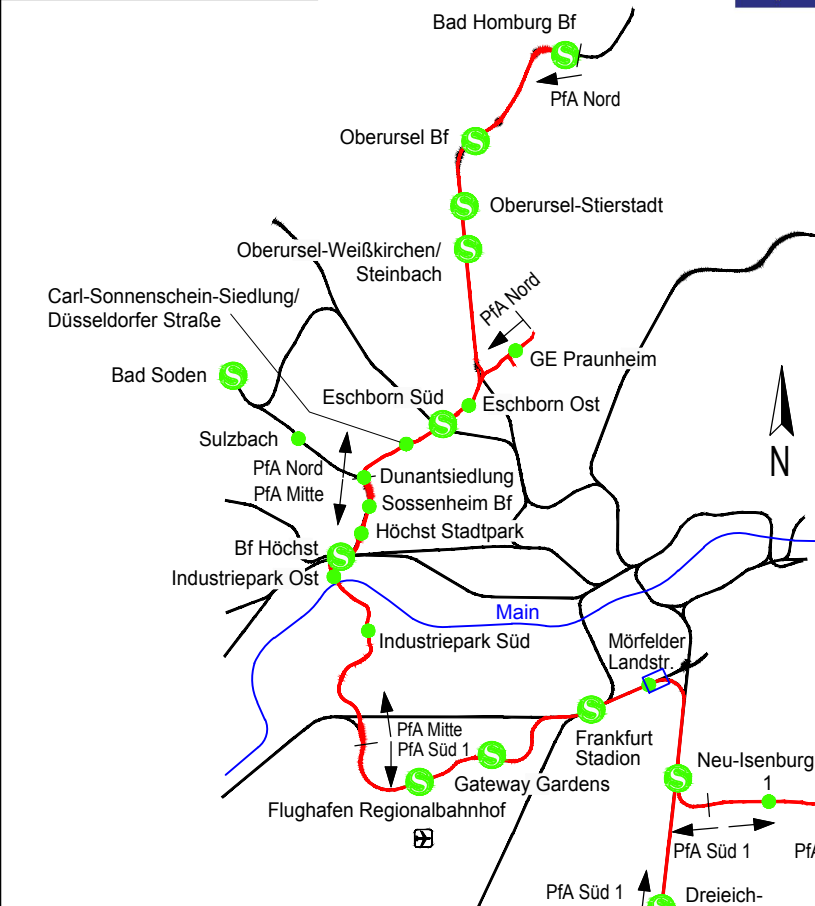 Bad Homburg Bf
PfA Nord
Oberursel Bf
Oberursel-Stierstadt
Oberursel-Weißkirchen/
Steinbach
Carl-Sonnenschein-Siedlung/
Düsseldorfer Straße
PfA Nord
GE Praunheim
Bad Soden
Eschborn Süd
Eschborn Ost
Sulzbach
PfA Nord
PfA Mitte
Dunantsiedlung
Sossenheim Bf
Höchst Stadtpark
Bf Höchst
Industriepark Ost
N
Main
Industriepark Süd
Mörfelder
Landstr.
PfA Mitte
PfA Süd 1
Frankfurt
Stadion
Gateway Gardens
Flughafen Regionalbahnhof
Neu-Isenburg
1
PfA Süd 1
PfA
PfA Süd 1
Dreieich-